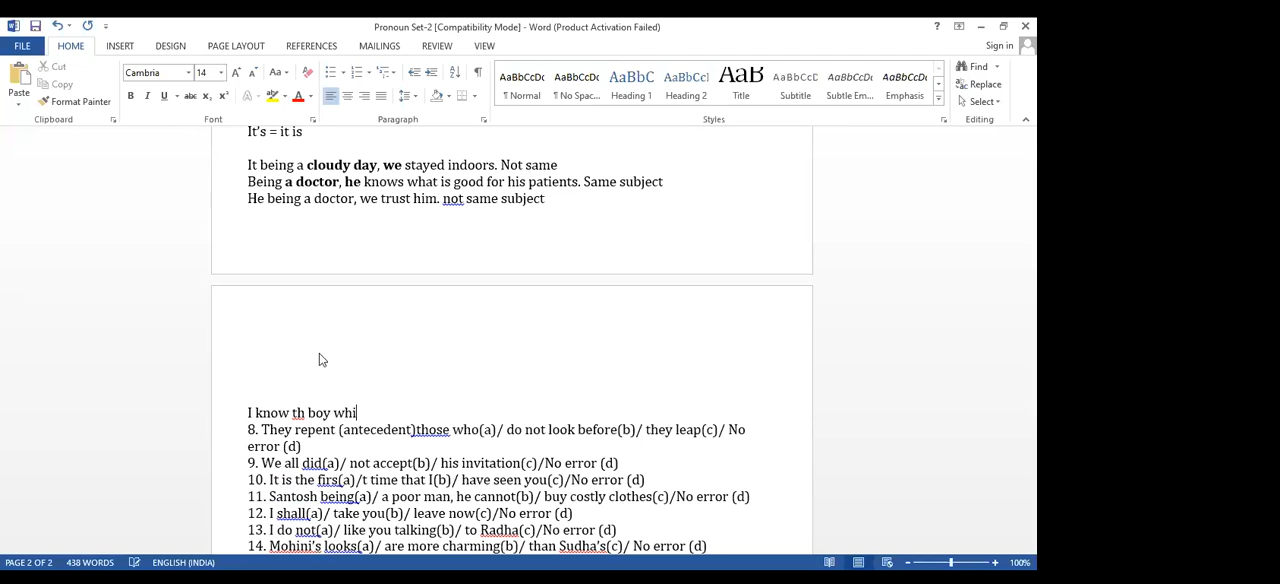 Pronoun Set-2 [Compatibility Mode] - Word (Product Activation Failed)
FILE HOME INSERT DESIGN PAGE LAYOUT REFERENCES MAILINGS REVIEW VIEW Sign in
Paste Cut Copy Format Painter
Cambria 14
AaBbCcDc ¶ Normal
AaBbCcDc ¶ No Spac...
AaBbC Heading 1
AaBbCc] Heading 2
AaB Title
AaBbCcD Subtitle
AaBbCcDc Subtle Em...
AaBbCcDc Emphasis
Find
Replace
Select
Clipboard Font Paragraph Styles Editing
It's = it is
It being a cloudy day, we stayed indoors. Not same
Being a doctor, he knows what is good for his patients. Same subject
He being a doctor, we trust him. not same subject
I know th boy whi
8. They repent (antecedent)those who(a)/ do not look before(b)/ they leap(c)/ No
error (d)
9. We all did(a)/ not accept(b)/ his invitation(c)/No error (d)
10. It is the firs(a)/t time that I(b)/ have seen you(c)/No error (d)
11. Santosh being(a)/ a poor man, he cannot(b)/ buy costly clothes(c)/No error (d)
12. I shall(a)/ take you(b)/ leave now(c)/No error (d)
13. I do not(a)/ like you talking(b)/ to Radha(c)/No error (d)
14. Mohini's looks(a)/ are more charming(b)/ than Sudha's(c)/ No error (d)
PAGE 2 OF 2 438 WORDS ENGLISH (INDIA) 100%